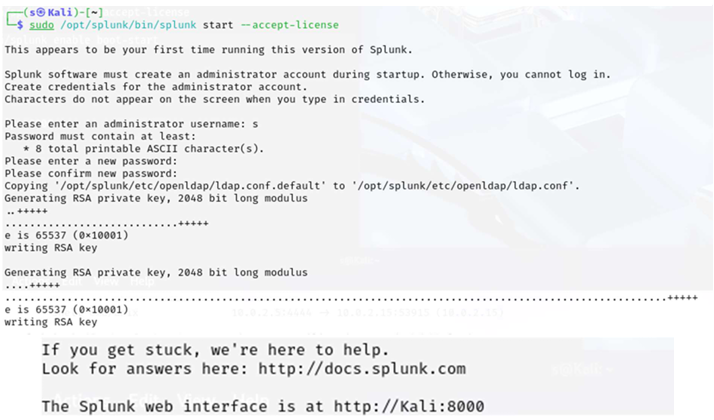 ┌──(s㉿Kali)-[~]
└─$ sudo /opt/splunk/bin/splunk start --accept-license
This appears to be your first time running this version of Splunk.
Splunk software must create an administrator account during startup. Otherwise, you cannot log in.
Create credentials for the administrator account.
Characters do not appear on the screen when you type in credentials.
Please enter an administrator username: s
Password must contain at least:
* 8 total printable ASCII character(s).
Please enter a new password:
Please confirm new password:
Copying '/opt/splunk/etc/openldap/ldap.conf.default' to '/opt/splunk/etc/openldap/ldap.conf'.
Generating RSA private key, 2048 bit long modulus
..+++++
............................+++++
e is 65537 (0×10001)
writing RSA key
Generating RSA private key, 2048 bit long modulus
....+++++
...............................................................................................+++++
e is 65537 (0×10001)
writing RSA key
If you get stuck, we're here to help.
Look for answers here: http://docs.splunk.com
The Splunk web interface is at http://Kali:8000